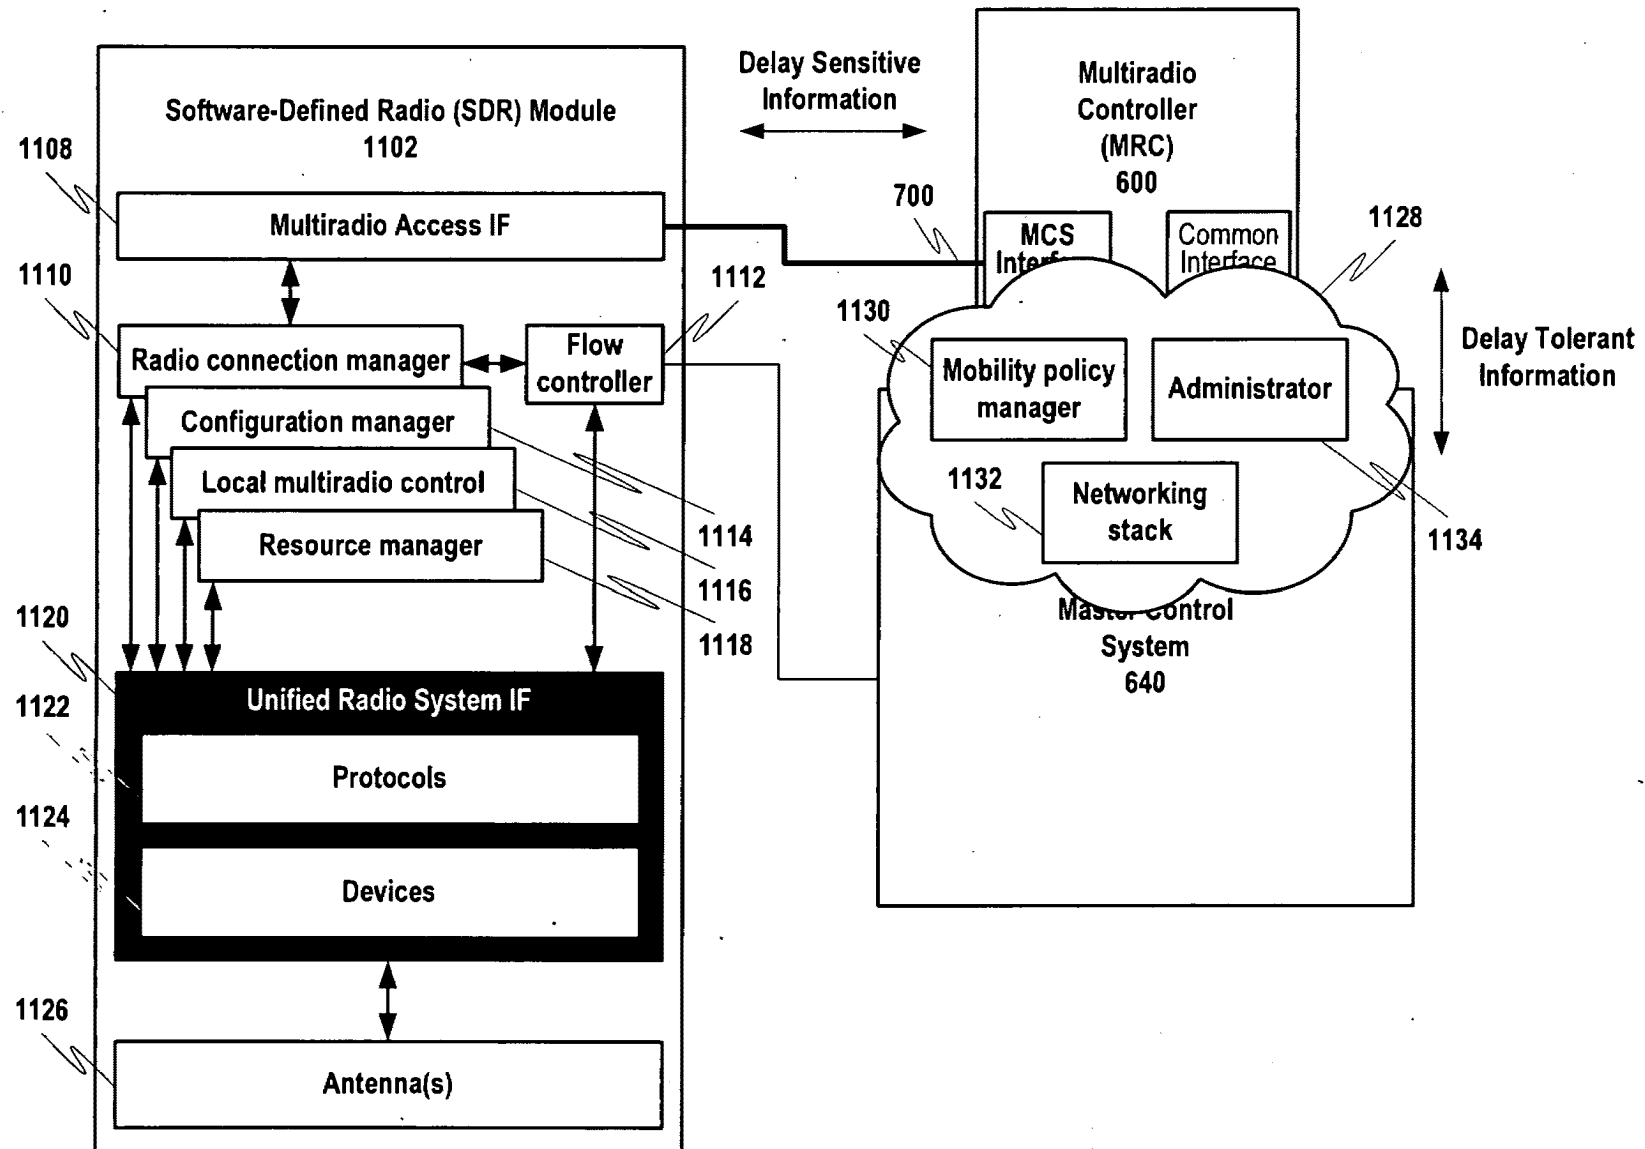 Software-Defined Radio (SDR) Module
1102
1108
Multiradio Access IF
1110
Radio connection manager
Flow
controller
1112
Configuration manager
Local multiradio control
Resource manager
1114
1116
1118
1120
Unified Radio System IF
1122
Protocols
1124
Devices
1126
Antenna(s)
Delay Sensitive
Information
700
Multiradio
Controller
(MRC)
600
MCS
Common
Interface
1128
1130
Mobility policy
manager
Administrator
1132
Networking
stack
1134
Delay Tolerant
Information
Master Control
System
640